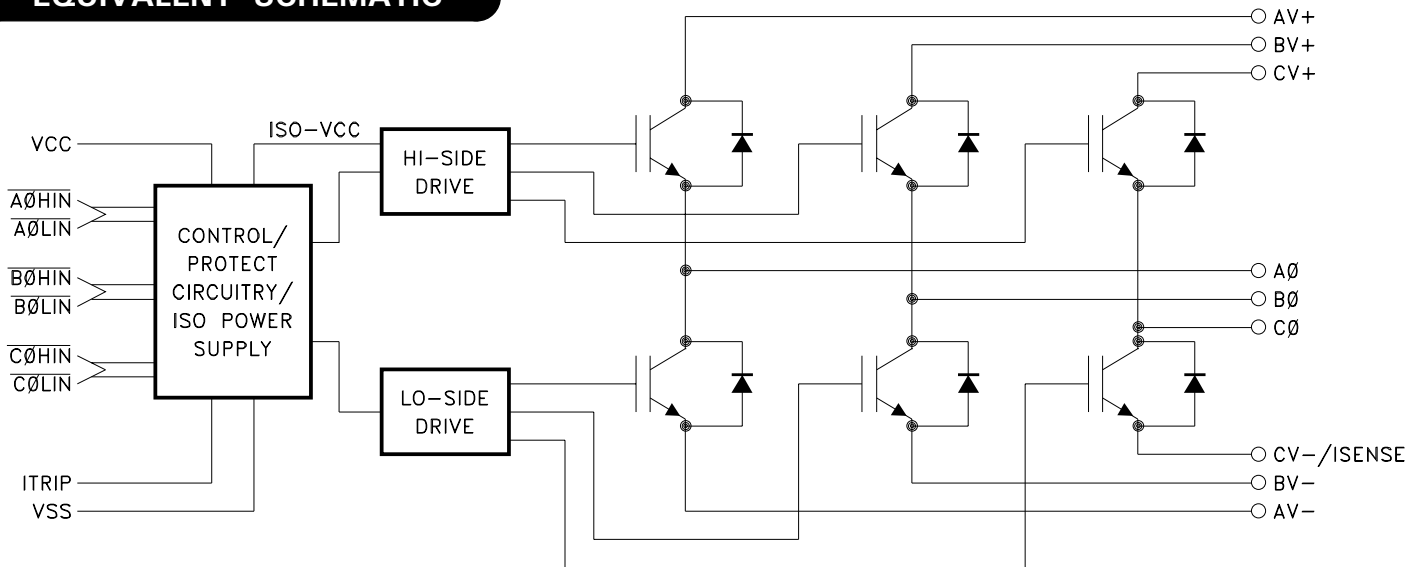 EQUIVALENT SCHEMATIC
AV+
BV+
CV+
ISO-VCC
VCC
HI-SIDE
DRIVE
AØHIN
AØLIN
CONTROL/
PROTECT
CIRCUITRY/
ISO POWER
SUPPLY
BØHIN
BØLIN
CØHIN
CØLIN
AØ
BØ
CØ
LO-SIDE
DRIVE
ITRIP
VSS
CV-/ISENSE
BV-
AV-